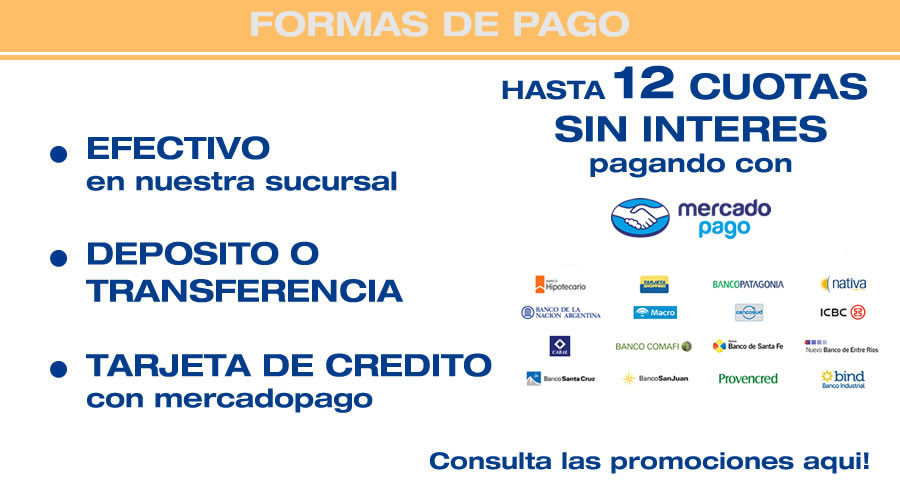 FORMAS DE PAGO
EFECTIVO
en nuestra sucursal
DEPOSITO O
TRANSFERENCIA
TARJETA DE CREDITO
con mercadopago
HASTA 12 CUOTAS
SIN INTERES
pagando con
mercado
pago
Hipotecario
TARJETA
SHOPPING
BANCOPATAGONIA
nativa
BANCO DE LA
NACION ARGENTINA
Macro
cencosud
ICBC
CABAL
BANCO COMAFI
Nuevo
Banco de Santa Fe
Nuevo Banco de Entre Ríos
Banco Santa Cruz
BancoSanJuan
Provencred
bind
Banco Industrial
Consulta las promociones aqui!